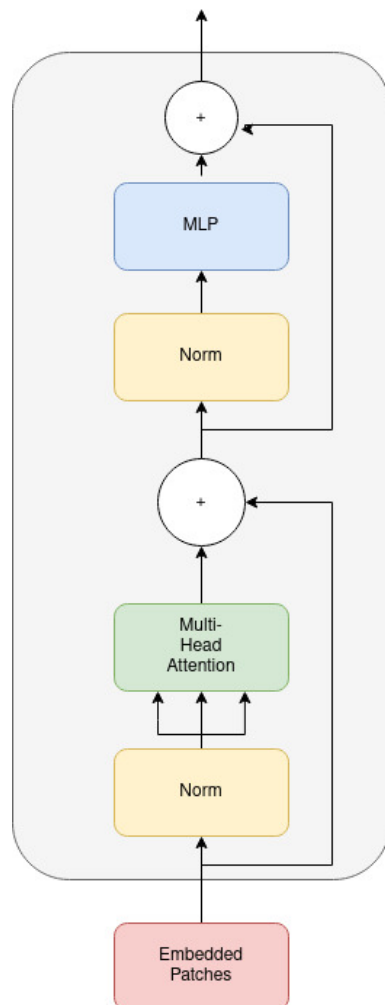 +
MLP
Norm
+
Multi-
Head
Attention
Norm
Embedded
Patches